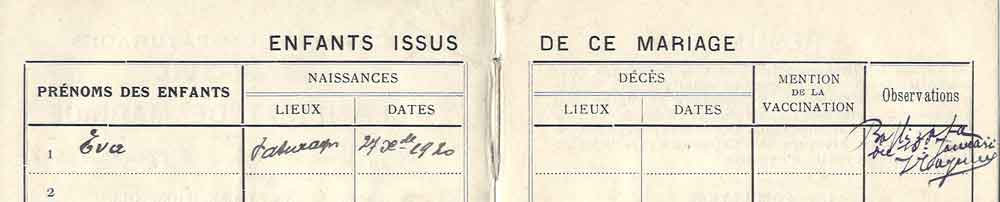 ENFANTS ISSUS DE CE MARIAGE
PRÉNOMS DES ENFANTS
NAISSANCES
LIEUX
DATES
DÉCÈS
LIEUX
DATES
MENTION
DE LA
VACCINATION
Observations
1 Eva 27 Xbre 1920
2